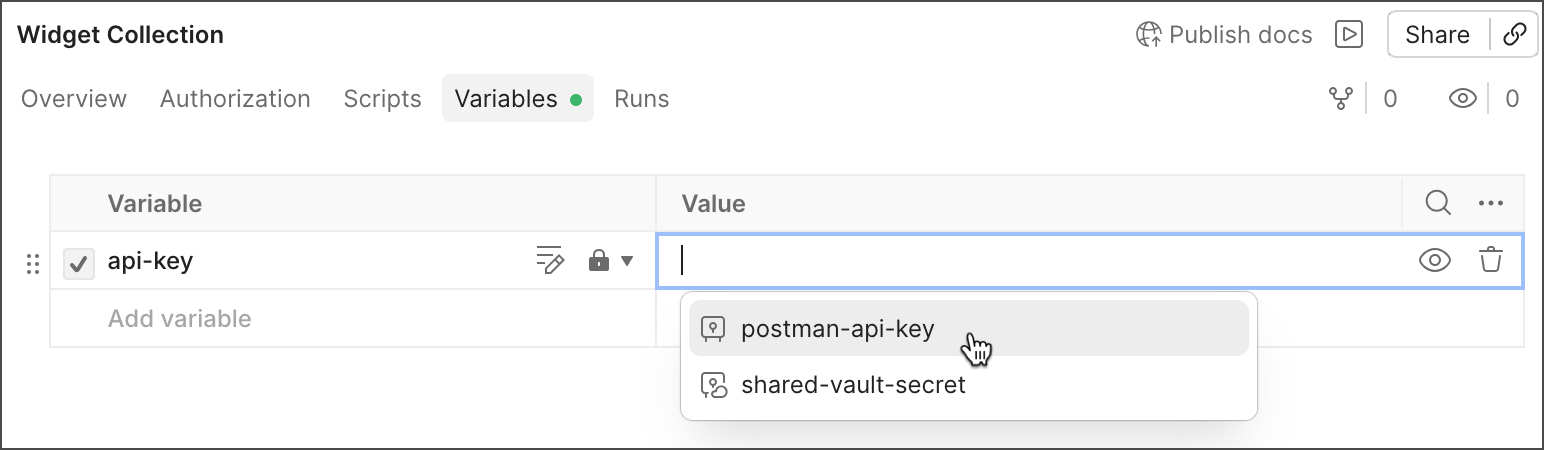 Widget Collection Publish docs Share
Overview Authorization Scripts Variables Runs 0 0
Variable Value
api-key
Add variable
postman-api-key
shared-vault-secret